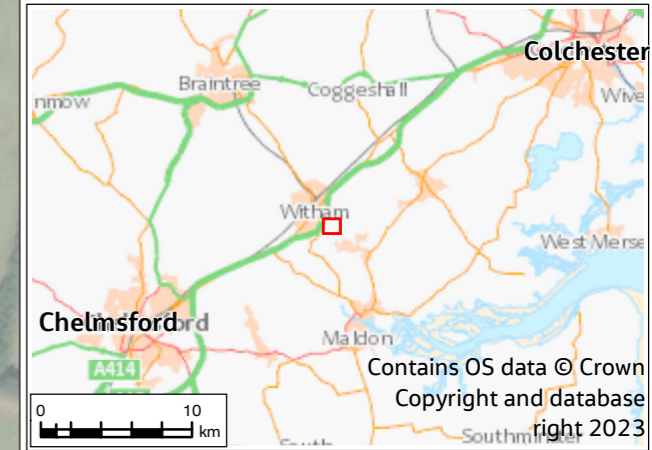 Colchester
Braintree
Coggeshall
nmow
Wive
Witham
West Merse
Chelmsford
Maldon
A414
Contains OS data © Crown
Copyright and database
right 2023
0 10
km
South
Southminster